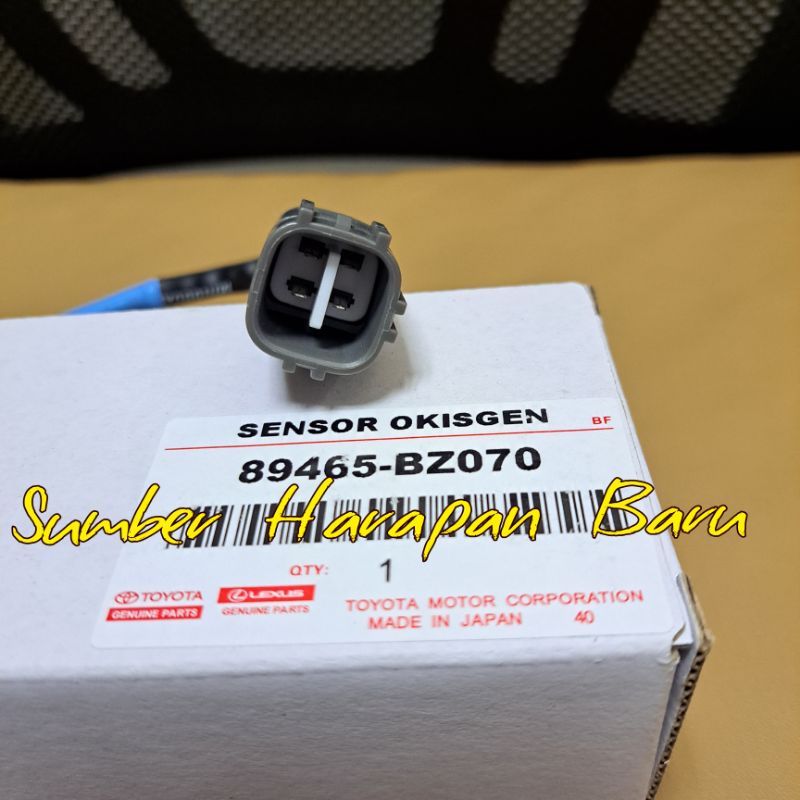 SENSOR OKISGEN
BF
89465-BZ070
Sumber Harapan Baru
QTY: 1
TOYOTA
GENUINE PARTS
LEXUS
GENUINE PARTS
TOYOTA MOTOR CORPORATION
MADE IN JAPAN 40